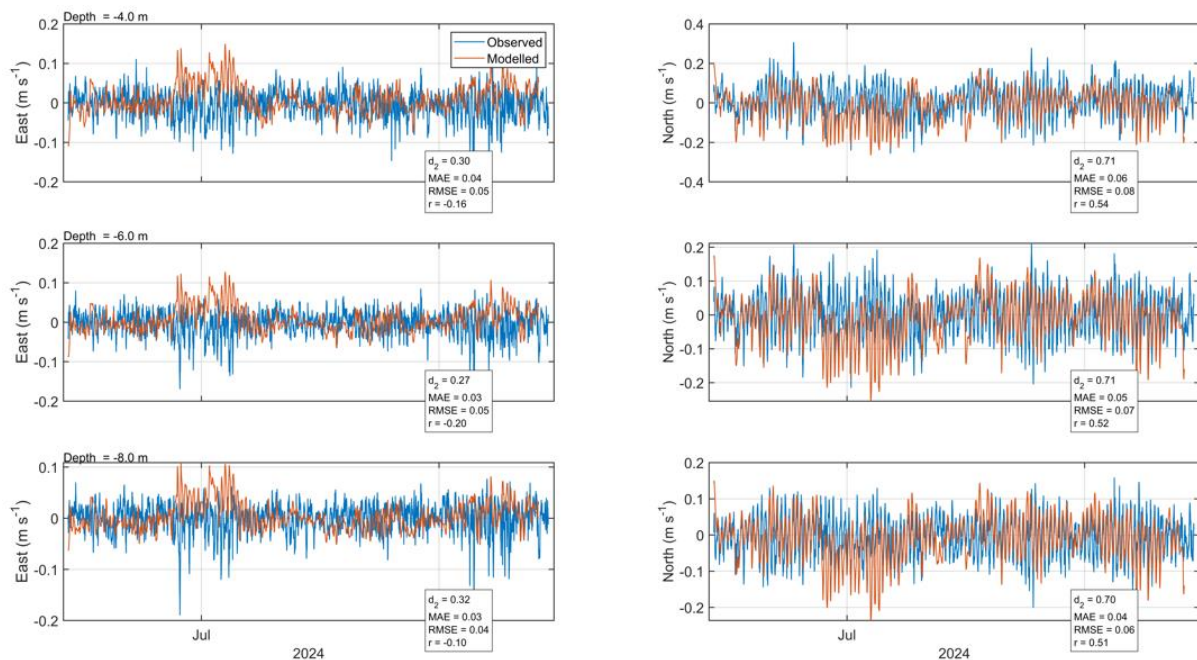 Depth = -4.0 m
0.2
0.1
0
-0.1
-0.2
East (m s-1)
Observed
Modelled
d2 = 0.30
MAE = 0.04
RMSE = 0.05
r = -0.16
0.4
0.2
0
-0.2
-0.4
North (m s-1)
d2 = 0.71
MAE = 0.06
RMSE = 0.08
r = 0.54
Depth = -6.0 m
0.2
0.1
0
-0.1
-0.2
East (m s-1)
d2 = 0.27
MAE = 0.03
RMSE = 0.05
r = -0.20
0.2
0.1
0
-0.1
-0.2
North (m s-1)
d2 = 0.71
MAE = 0.05
RMSE = 0.07
r = 0.52
Depth = -8.0 m
0.1
0
-0.1
-0.2
East (m s-1)
d2 = 0.32
MAE = 0.03
RMSE = 0.04
r = -0.10
Jul
2024
0.2
0.1
0
-0.1
-0.2
North (m s-1)
d2 = 0.70
MAE = 0.04
RMSE = 0.06
r = 0.51
Jul
2024